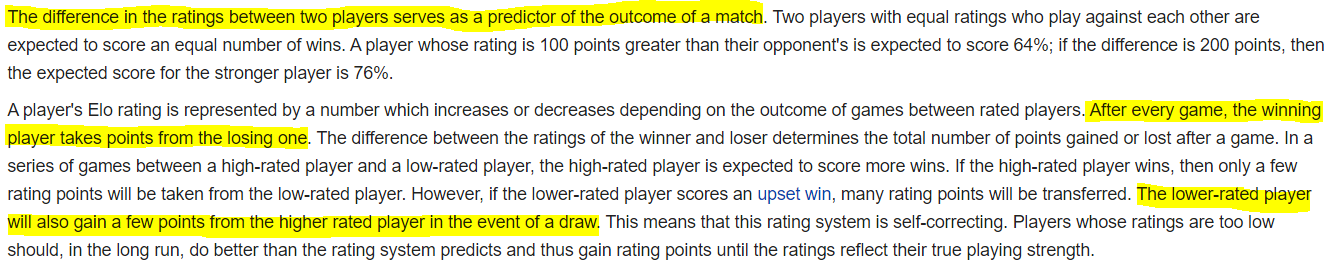 The difference in the ratings between two players serves as a predictor of the outcome of a match. Two players with equal ratings who play against each other are
expected to score an equal number of wins. A player whose rating is 100 points greater than their opponent's is expected to score 64%; if the difference is 200 points, then
the expected score for the stronger player is 76%.
A player's Elo rating is represented by a number which increases or decreases depending on the outcome of games between rated players. After every game, the winning
player takes points from the losing one. The difference between the ratings of the winner and loser determines the total number of points gained or lost after a game. In a
series of games between a high-rated player and a low-rated player, the high-rated player is expected to score more wins. If the high-rated player wins, then only a few
rating points will be taken from the low-rated player. However, if the lower-rated player scores an upset win, many rating points will be transferred. The lower-rated player
will also gain a few points from the higher rated player in the event of a draw. This means that this rating system is self-correcting. Players whose ratings are too low
should, in the long run, do better than the rating system predicts and thus gain rating points until the ratings reflect their true playing strength.